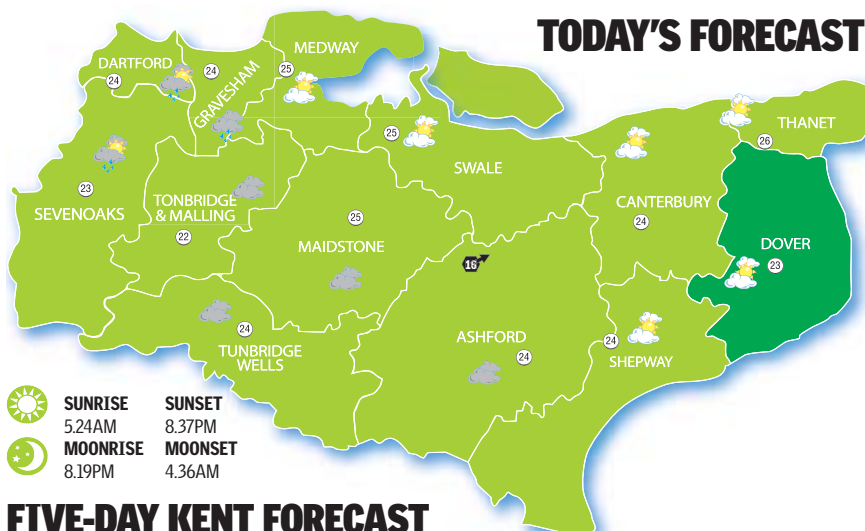 TODAY'S FORECAST
MEDWAY
DARTFORD
24
24
25
GRAVESHAM
THANET
26
25
SWALE
23
SEVENOAKS
TONBRIDGE
& MALLING
22
25
MAIDSTONE
CANTERBURY
24
DOVER
23
16
24
TUNBRIDGE
WELLS
ASHFORD
24
24
SHEPWAY
SUNRISE SUNSET
5.24AM 8.37PM
MOONRISE MOONSET
8.19PM 4.36AM
FIVE-DAY KENT FORECAST